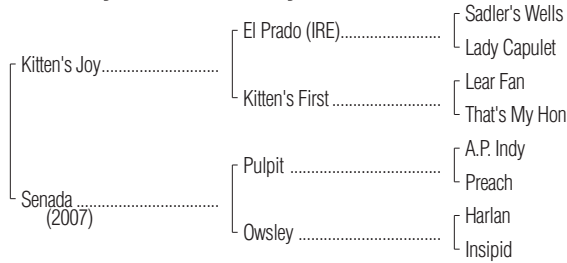 Sadler's Wells
El Prado (IRE)....................
Lady Capulet
Kitten's Joy.......................
Lear Fan
Kitten's First .......................
That's My Hon
A.P. Indy
Pulpit .............................
Preach
Senada ...........................
(2007)
Harlan
Owsley ...........................
Insipid